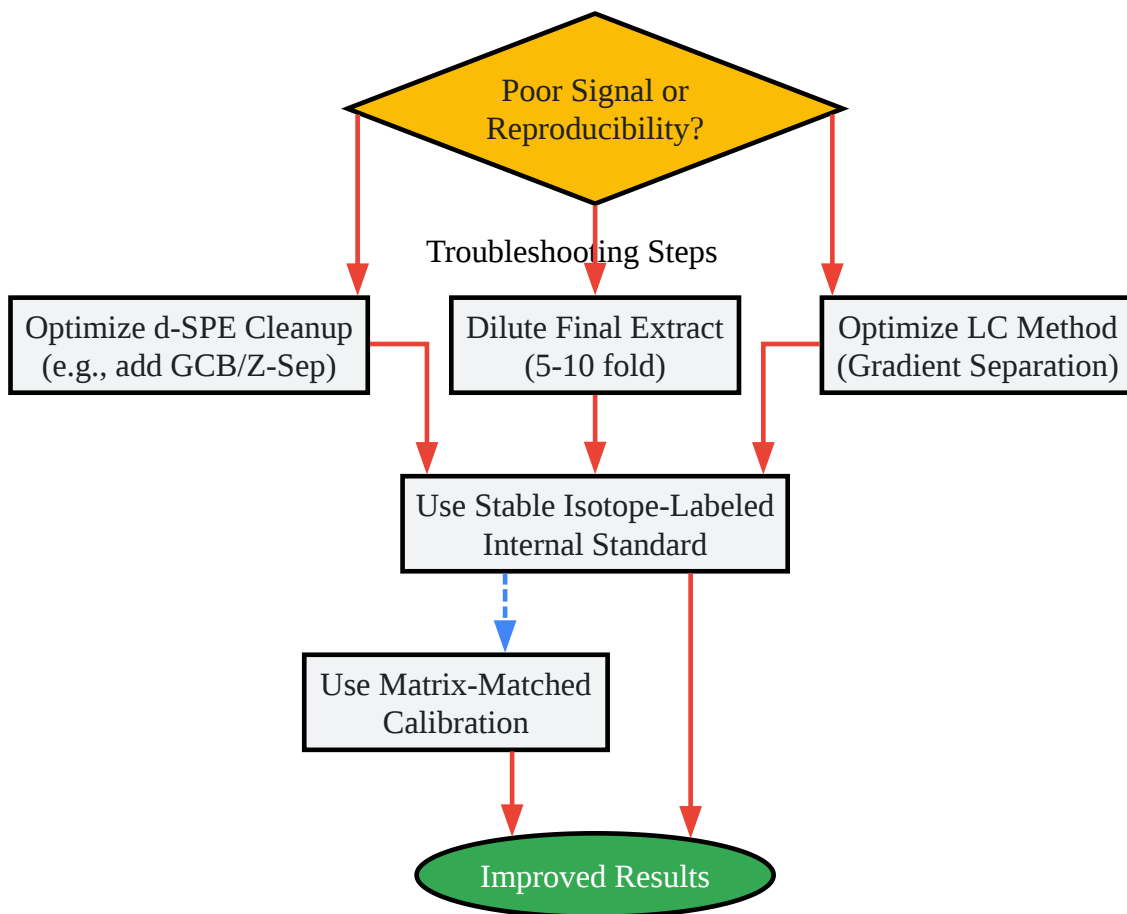 Poor Signal or
Reproducibility?
Troubleshooting Steps
Optimize d-SPE Cleanup
(e.g., add GCB/Z-Sep)
Dilute Final Extract
(5-10 fold)
Optimize LC Method
(Gradient Separation)
Use Stable Isotope-Labeled
Internal Standard
Use Matrix-Matched
Calibration
Improved Results